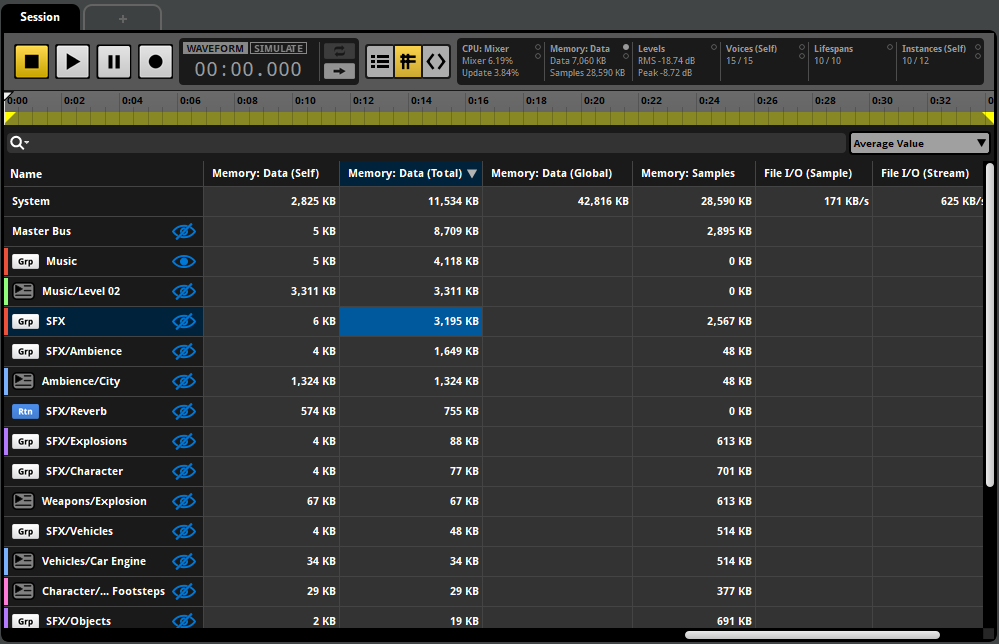 Session
+
WAVEFORM SIMULATE
00:00.000
CPU: Mixer
Mixer 6.19%
Update 3.84%
Memory: Data
Data 7,060 KB
Samples 28,590 KB
Levels
RMS -18.74 dB
Peak -8.72 dB
Voices (Self)
15 / 15
Lifespans
10 / 10
Instances (Self)
10 / 12
0:00 0:02 0:04 0:06 0:08 0:10 0:12 0:14 0:16 0:18 0:20 0:22 0:24 0:26 0:28 0:30 0:32 0
Average Value
Name Memory: Data (Self) Memory: Data (Total) Memory: Data (Global) Memory: Samples File I/O (Sample) File I/O (Stream)
System 2,825 KB 11,534 KB 42,816 KB 28,590 KB 171 KB/s 625 KB/s
Master Bus 5 KB 8,709 KB 2,895 KB
Grp Music 5 KB 4,118 KB 0 KB
Music/Level 02 3,311 KB 3,311 KB 0 KB
Grp SFX 6 KB 3,195 KB 2,567 KB
Grp SFX/Ambience 4 KB 1,649 KB 48 KB
Ambience/City 1,324 KB 1,324 KB 48 KB
Rtn SFX/Reverb 574 KB 755 KB 0 KB
Grp SFX/Explosions 4 KB 88 KB 613 KB
Grp SFX/Character 4 KB 77 KB 701 KB
Weapons/Explosion 67 KB 67 KB 613 KB
Grp SFX/Vehicles 4 KB 48 KB 514 KB
Vehicles/Car Engine 34 KB 34 KB 514 KB
Character/... Footsteps 29 KB 29 KB 377 KB
Grp SFX/Objects 2 KB 19 KB 691 KB